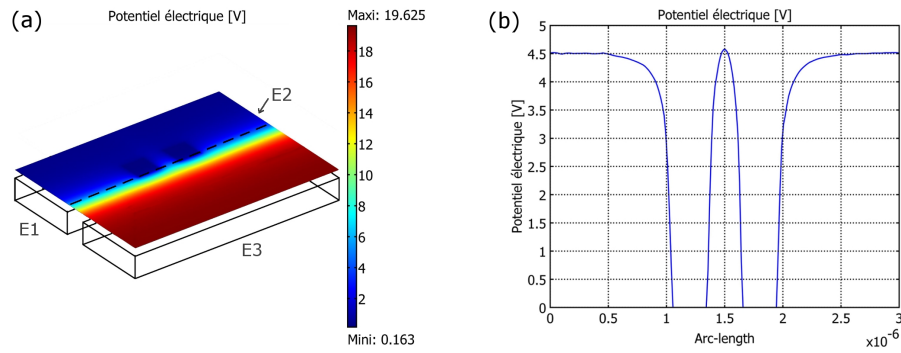 (a)
Potentiel électrique [V]
Maxi: 19.625
18
16
14
12
10
8
6
4
2
Mini: 0.163
E2
E1
E3
(b)
Potentiel électrique [V]
Potentiel électrique [V]
5
4.5
4
3.5
3
2.5
2
1.5
1
0.5
0
0
0.5
1
1.5
2
2.5
3
Arc-length
x10⁻⁶